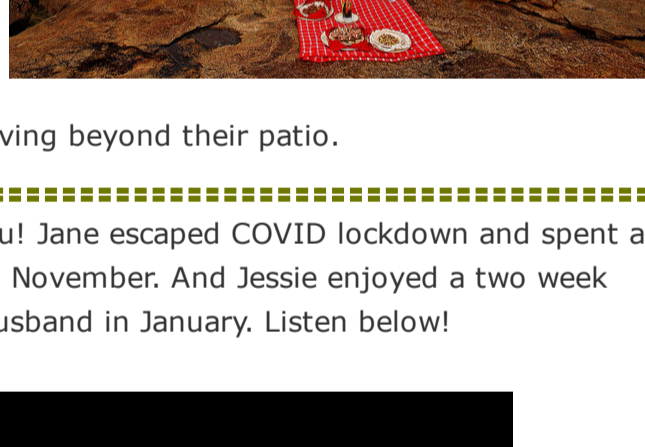 ving beyond their patio.
u! Jane escaped COVID lockdown and spent a
November. And Jessie enjoyed a two week
usband in January. Listen below!